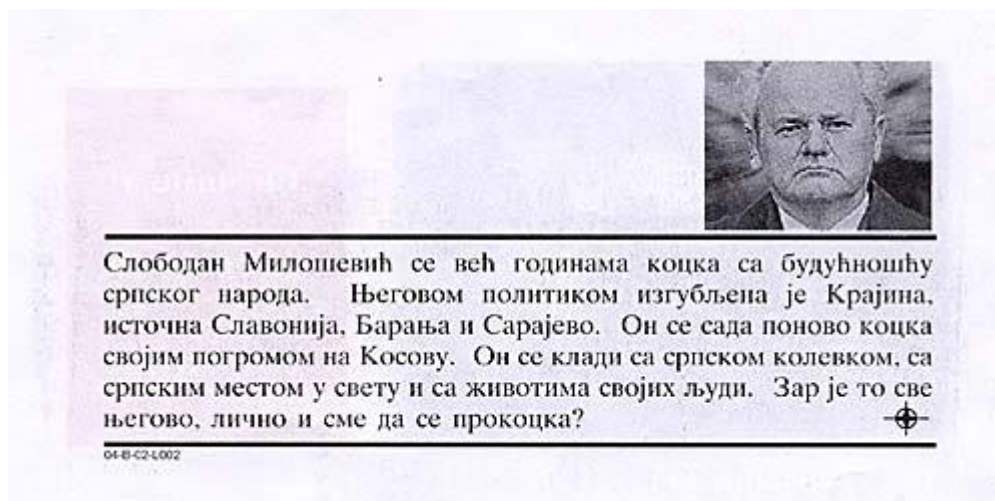 Слободан Милошевић се већ годинама коцка са будућношћу
српског народа. Његовом политиком изгубљена је Крајина,
источна Славонија, Барања и Сарајево. Он се сада поново коцка
својим погромом на Косову. Он се клади са српском колевком, са
српским местом у свету и са животима својих људи. Зар је то све
његово, лично и сме да се прокоцка?
04-B-C2-L002